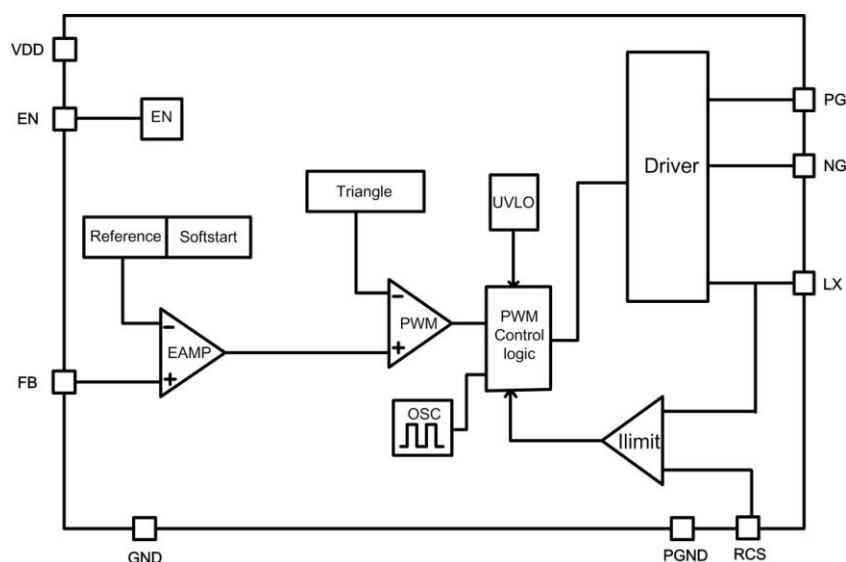 VDD
EN
EN
PG
Driver
NG
Triangle
UVLO
Reference
Softstart
LX
−
−
PWM
PWM
Control
logic
EAMP
+
FB
+
OSC
Ilimit
GND
PGND
RCS